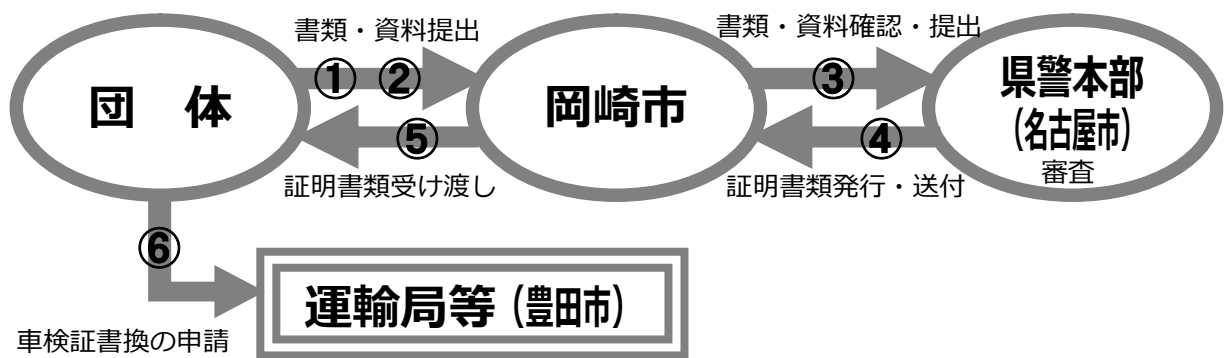 書類・資料提出
書類・資料確認・提出
① ②
③
団　体
岡崎市
県警本部
（名古屋市）
審査
⑤
④
証明書類受け渡し
証明書類発行・送付
⑥
運輸局等（豊田市）
車検証書換の申請